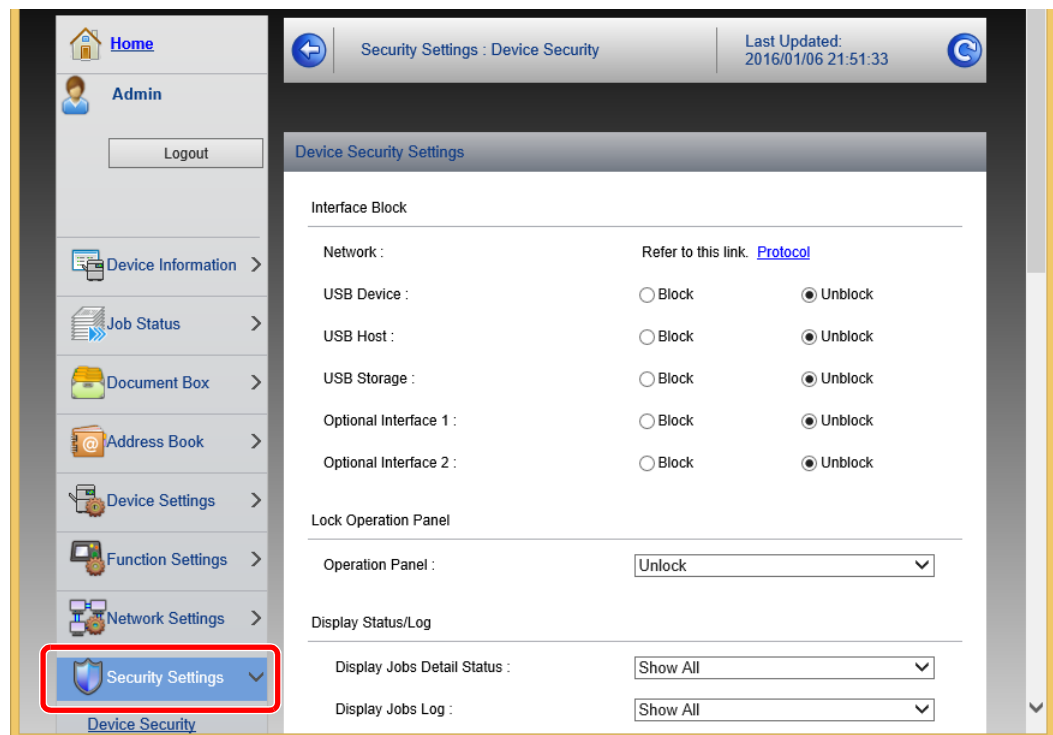 Home
Admin
Logout
Device Information
Job Status
Document Box
Address Book
Device Settings
Function Settings
Network Settings
Security Settings
Device Security
Security Settings : Device Security
Last Updated:
2016/01/06 21:51:33
Device Security Settings
Interface Block
Network : Refer to this link. Protocol
USB Device : Block Unblock
USB Host : Block Unblock
USB Storage : Block Unblock
Optional Interface 1 : Block Unblock
Optional Interface 2 : Block Unblock
Lock Operation Panel
Operation Panel : Unlock
Display Status/Log
Display Jobs Detail Status : Show All
Display Jobs Log : Show All